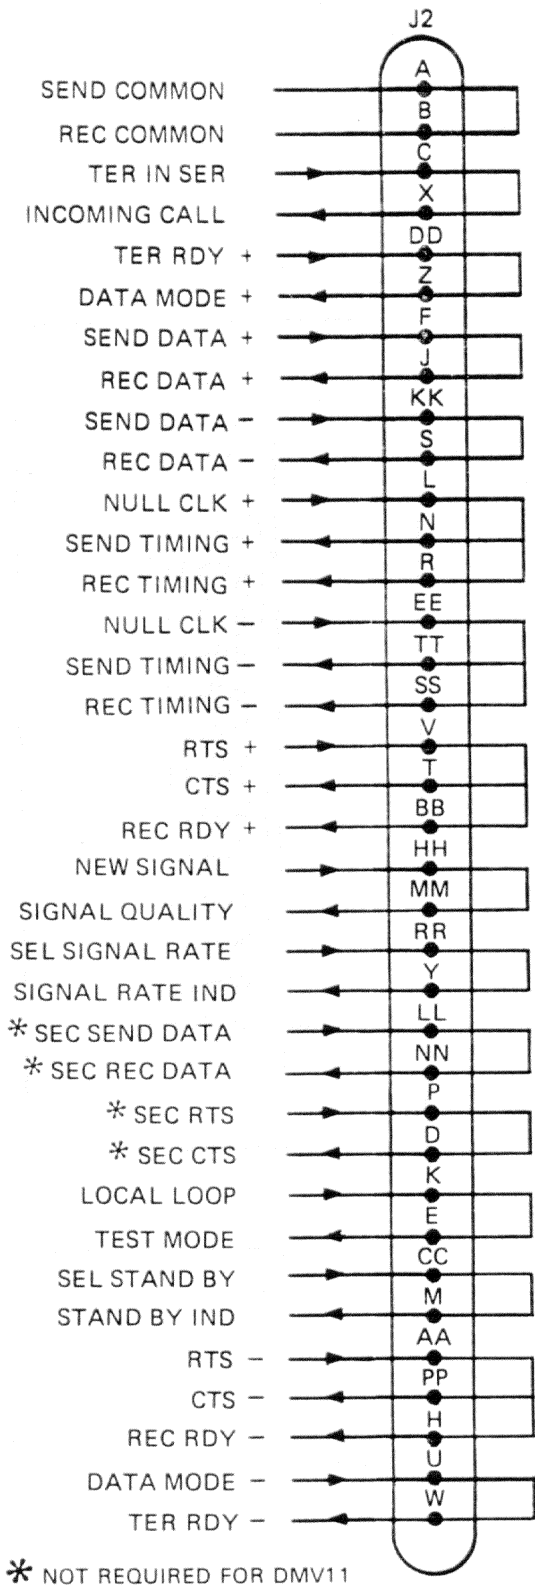 J2
SEND COMMON A
REC COMMON B
TER IN SER C
INCOMING CALL X
TER RDY + DD
DATA MODE + Z
SEND DATA + F
REC DATA + J
SEND DATA − KK
REC DATA − S
NULL CLK + L
SEND TIMING + N
REC TIMING + R
NULL CLK − EE
SEND TIMING − TT
REC TIMING − SS
RTS + V
CTS + T
REC RDY + BB
NEW SIGNAL HH
SIGNAL QUALITY MM
SEL SIGNAL RATE RR
SIGNAL RATE IND Y
* SEC SEND DATA LL
* SEC REC DATA NN
* SEC RTS P
* SEC CTS D
LOCAL LOOP K
TEST MODE E
SEL STAND BY CC
STAND BY IND M
RTS − AA
CTS − PP
REC RDY − H
DATA MODE − U
TER RDY − W
* NOT REQUIRED FOR DMV11